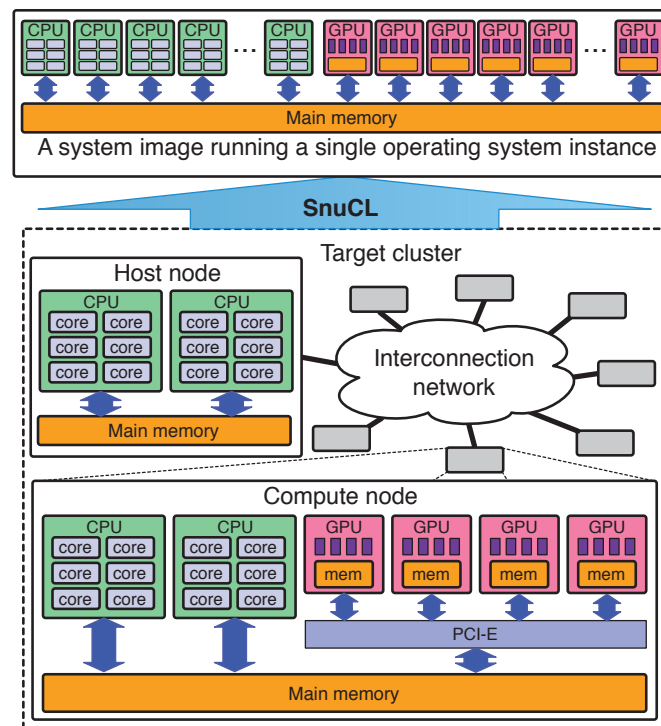 CPU CPU CPU CPU ... CPU GPU GPU GPU GPU GPU ... GPU
Main memory
A system image running a single operating system instance
SnuCL
Target cluster
Host node
CPU CPU
core core core core
core core core core
core core core core
Main memory
Interconnection
network
Compute node
CPU CPU GPU GPU GPU GPU
core core core core
core core core core
core core core core
mem mem mem mem
PCI-E
Main memory